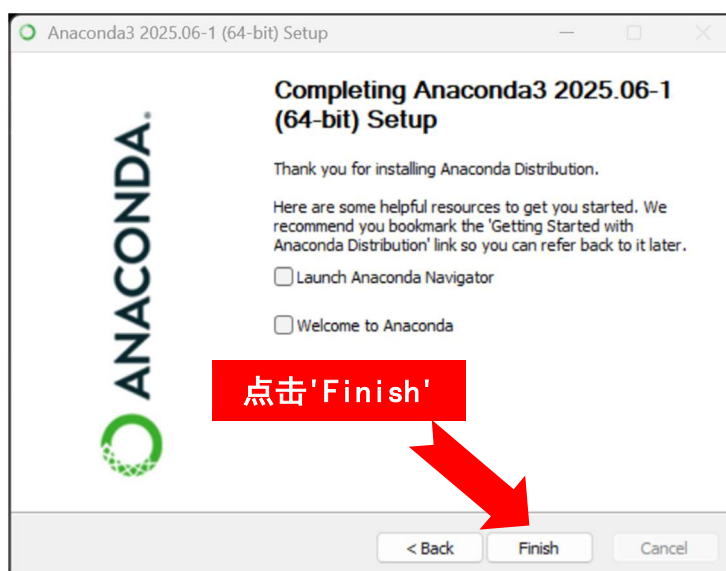 Anaconda3 2025.06-1 (64-bit) Setup
Completing Anaconda3 2025.06-1
(64-bit) Setup
Thank you for installing Anaconda Distribution.
Here are some helpful resources to get you started. We
recommend you bookmark the 'Getting Started with
Anaconda Distribution' link so you can refer back to it later.
Launch Anaconda Navigator
Welcome to Anaconda
ANACONDA.
点击'Finish'
< Back
Finish
Cancel